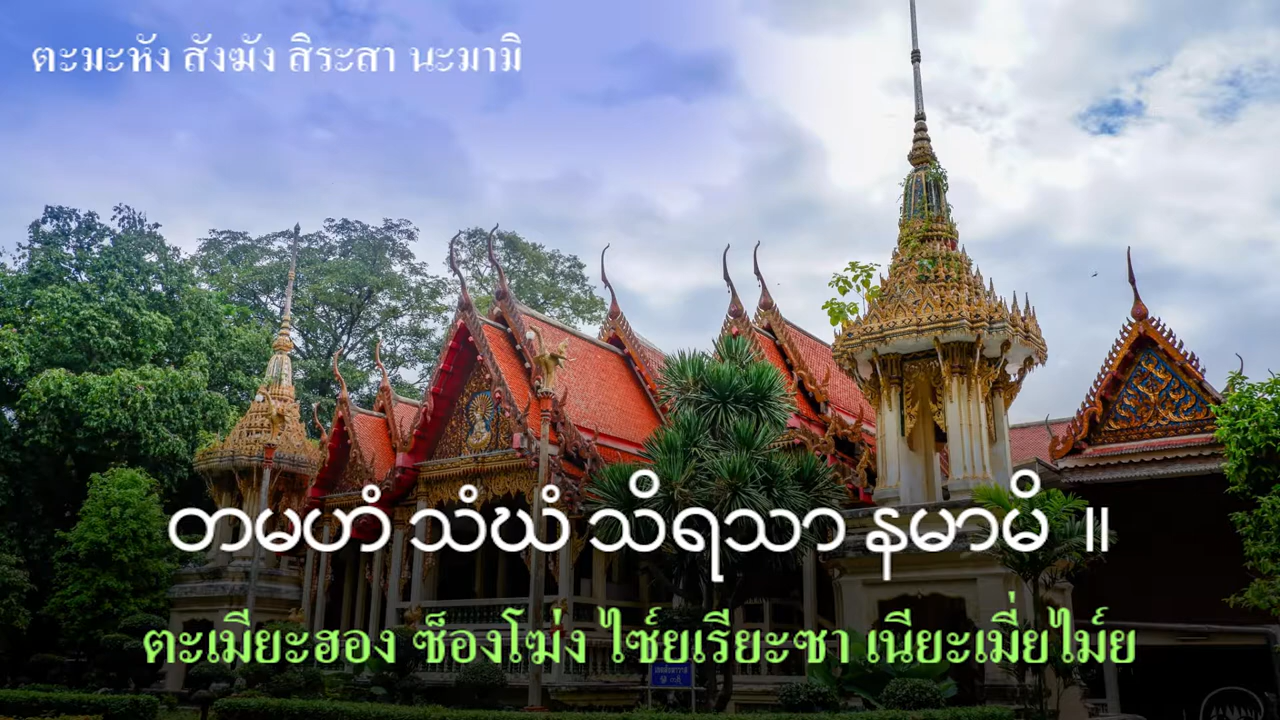 ตะมะหัง สังฆัง สิระสา นะมามิ
တမဟံ သံဃံ သိရသာ နမာမိ ။
ตะเมียะฮอง ซ็องโฆ่ง ไซ์ยเรียะซา เนียะเมี่ยไม์ย